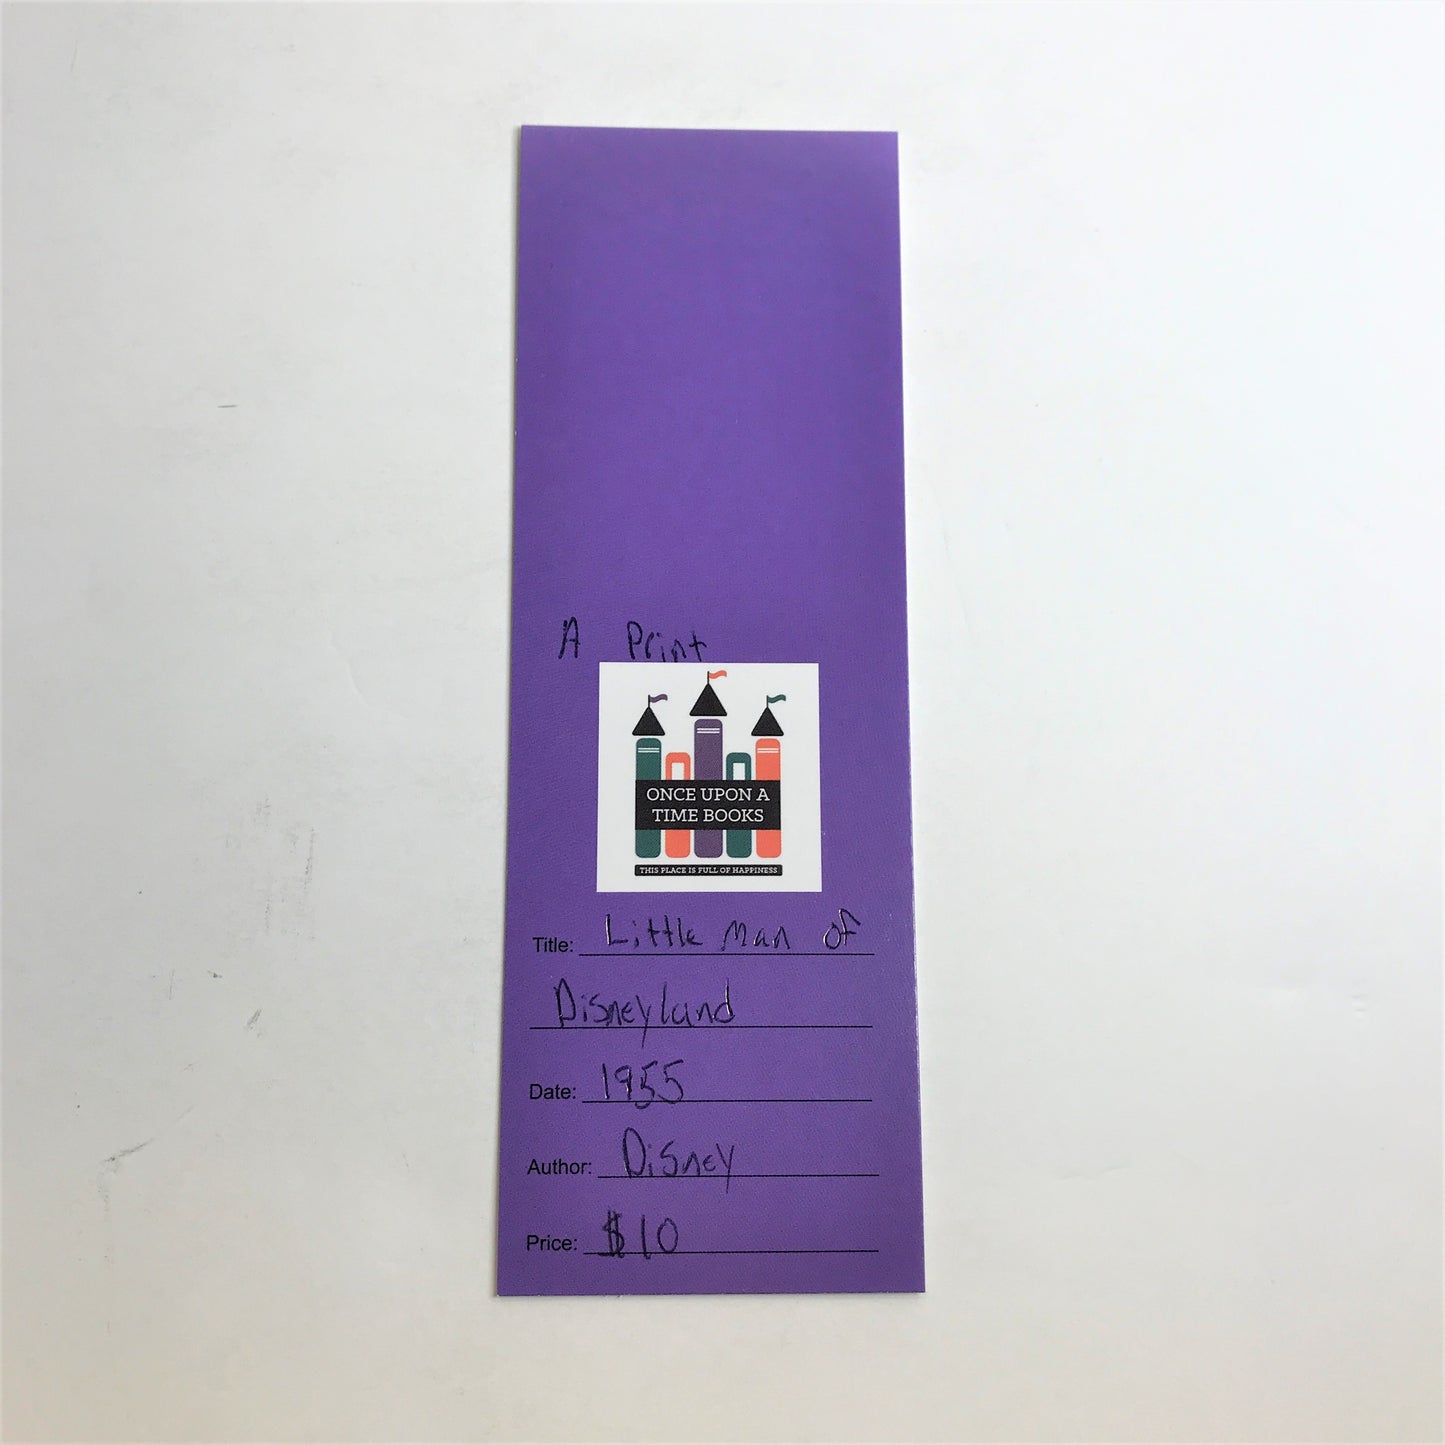 A Print
ONCE UPON A
TIME BOOKS
THIS PLACE IS FULL OF HAPPINESS
Title: Little Man of
Disneyland
Date: 1955
Author: Disney
Price: $10